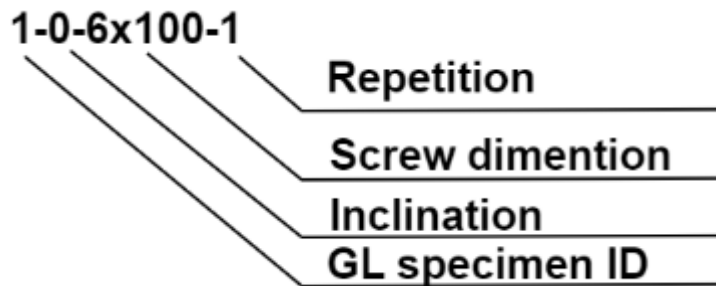 1-0-6x100-1
Repetition
Screw dimention
Inclination
GL specimen ID